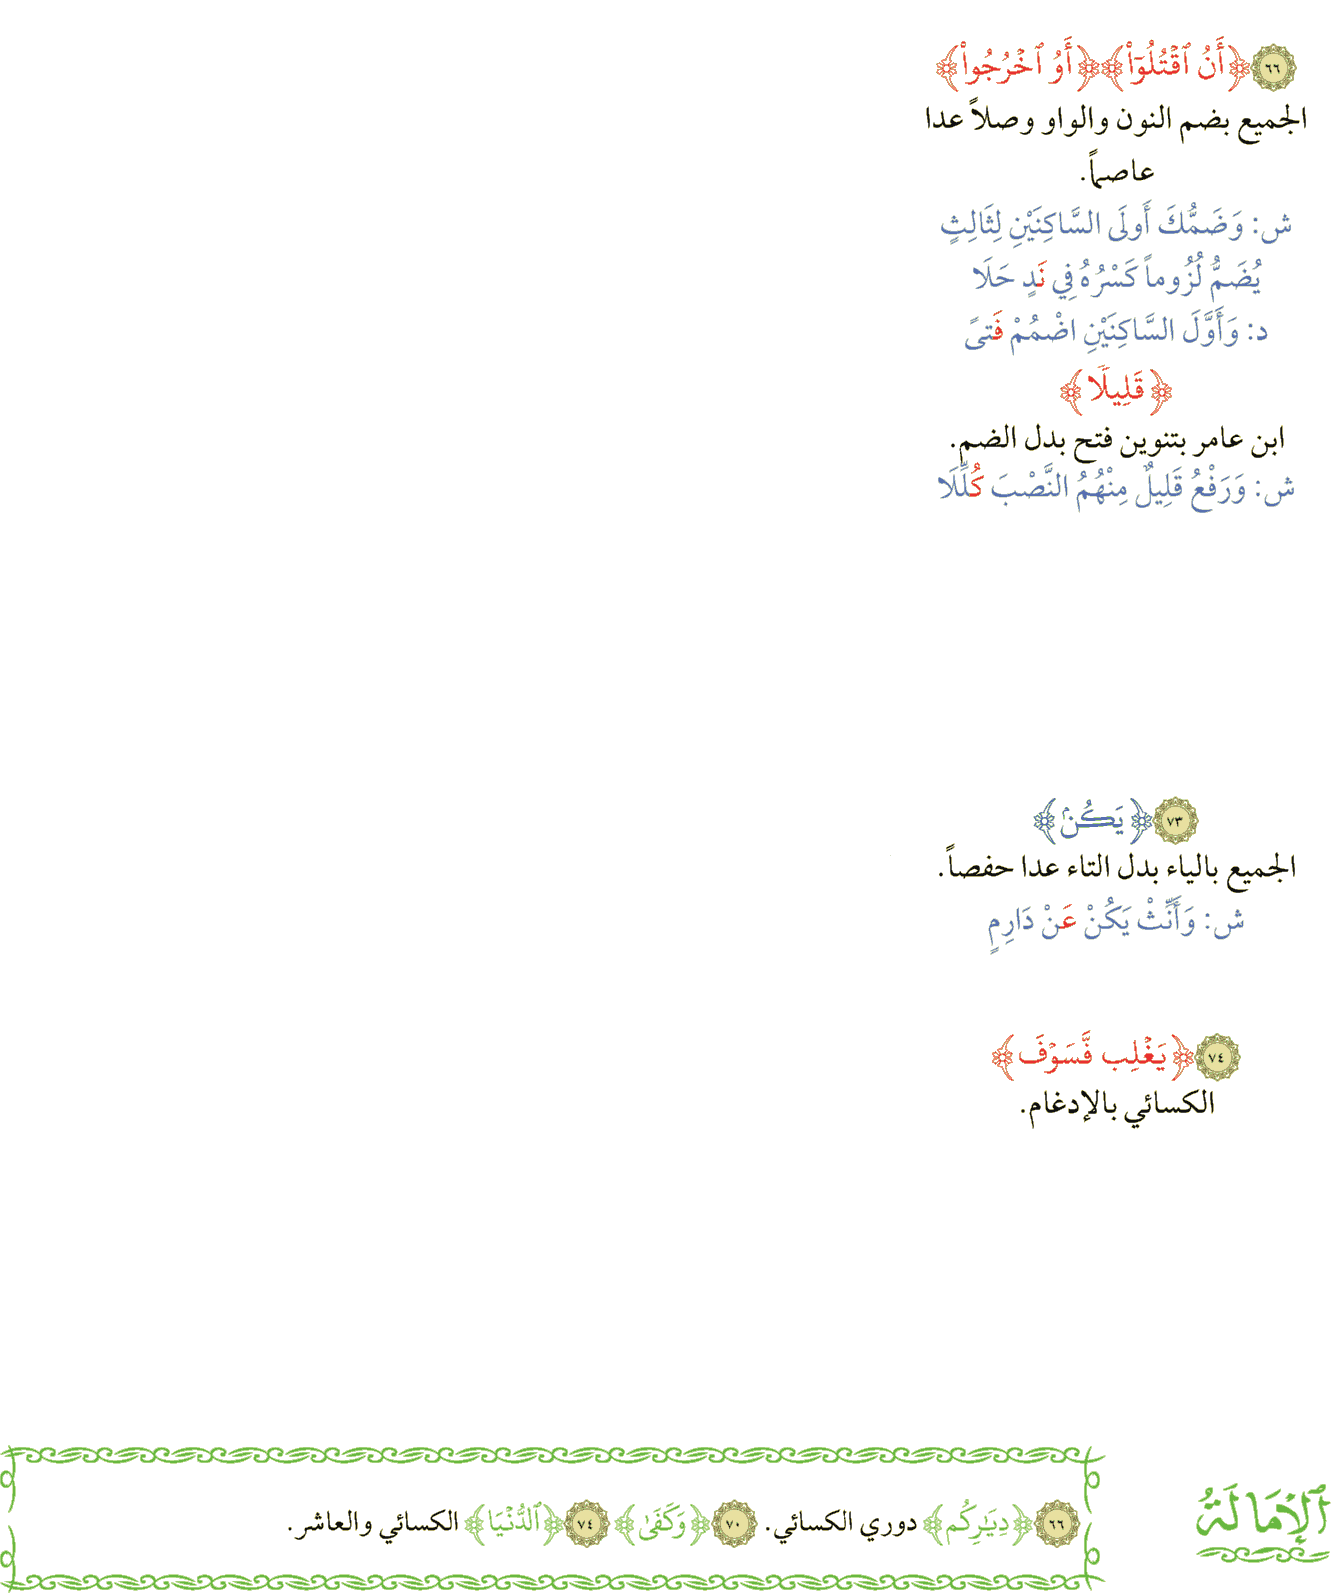 ٦٦ ﴿أَنُ ٱقْتُلُوٓاْ﴾ ﴿أَوُ ٱخْرُجُواْ﴾
الجميع بضم النون والواو وصلاً عدا
عاصماً.
ش: وَضَمُّكَ أَولَى السَّاكِنَيْنِ لِثَالِثٍ
يُضَمُّ لُزُوماً كَسْرُهُ فِي نَدٍ حَلَا
د: وَأَوَّلَ السَّاكِنَيْنِ اضْمُمْ فَتىً
﴿قَلِيلًا﴾
ابن عامر بتنوين فتح بدل الضم.
ش: وَرَفْعُ قَلِيلٌ مِنْهُمُ النَّصْبَ كُلِّلَا
٧٣ ﴿يَكُنۢ﴾
الجميع بالياء بدل التاء عدا حفصاً.
ش: وَأَنِّثْ يَكُنْ عَنْ دَارِمٍ
٧٤ ﴿يَغْلِب فَّسَوْفَ﴾
الكسائي بالإدغام.
ٱلْإِمَالَةُ
٦٦ ﴿دِيَٰرِكُم﴾ دوري الكسائي. ٧٠ ﴿وَكَفَىٰ﴾ ٧٤ ﴿ٱلدُّنْيَا﴾ الكسائي والعاشر.